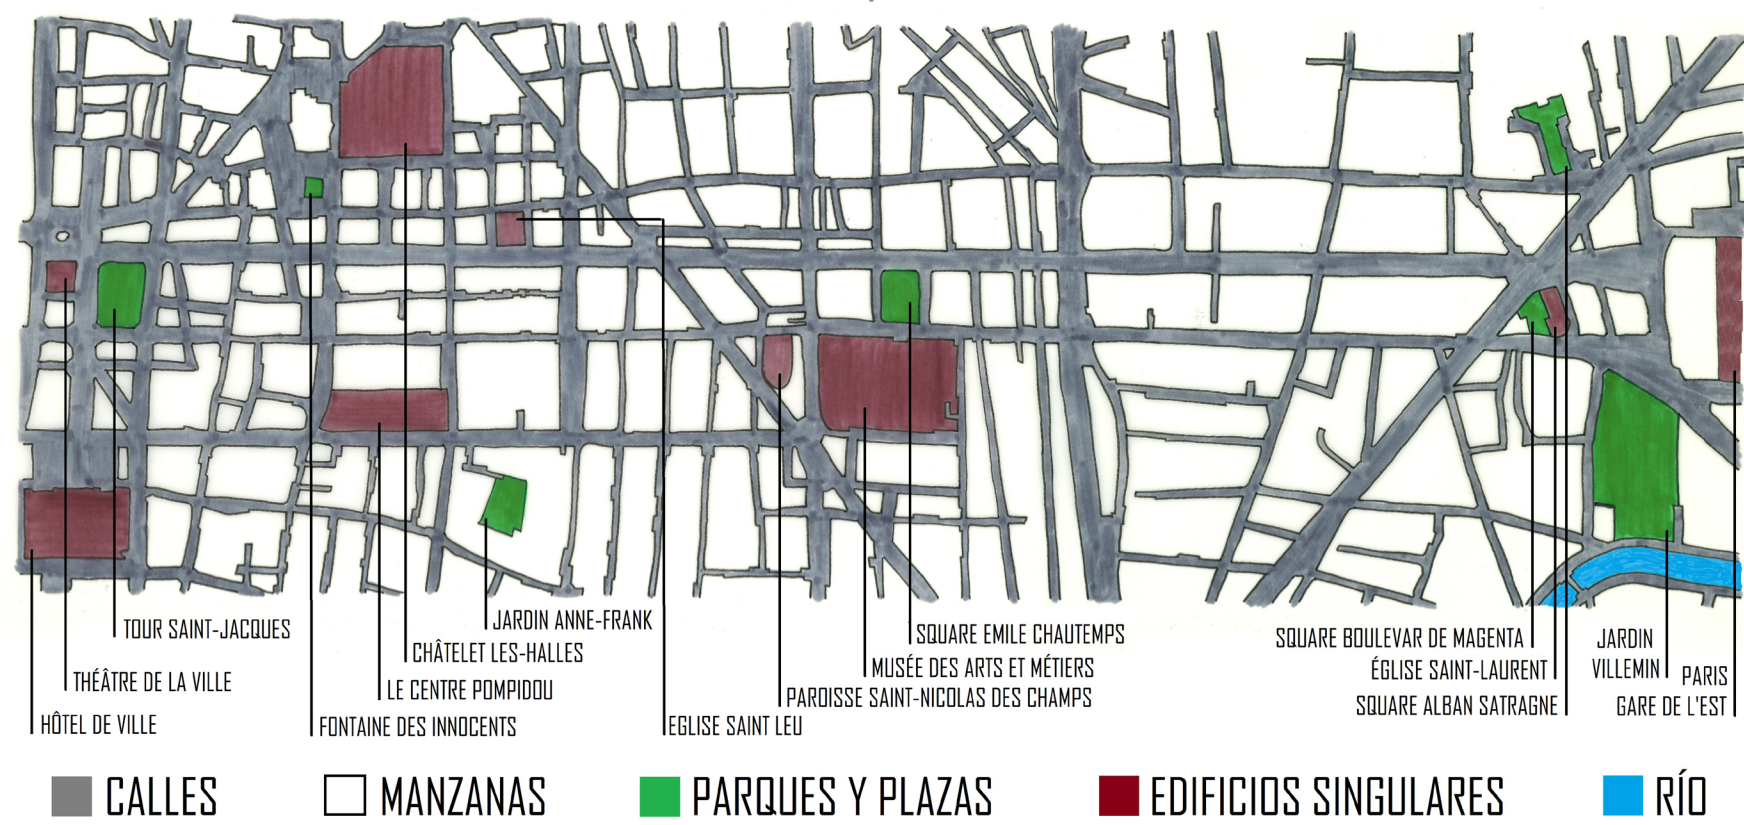 TOUR SAINT-JACQUES
JARDIN ANNE-FRANK
SQUARE EMILE CHAUTEMPS
SQUARE BOULEVAR DE MAGENTA
JARDIN
VILLEMIN
CHÂTELET LES-HALLES
MUSÉE DES ARTS ET MÉTIERS
ÉGLISE SAINT-LAURENT
THÉÂTRE DE LA VILLE
LE CENTRE POMPIDOU
PAROISSE SAINT-NICOLAS DES CHAMPS
SQUARE ALBAN SATRAGNE
PARIS
GARE DE L'EST
HÔTEL DE VILLE
FONTAINE DES INNOCENTS
EGLISE SAINT LEU
CALLES
MANZANAS
PARQUES Y PLAZAS
EDIFICIOS SINGULARES
RÍO